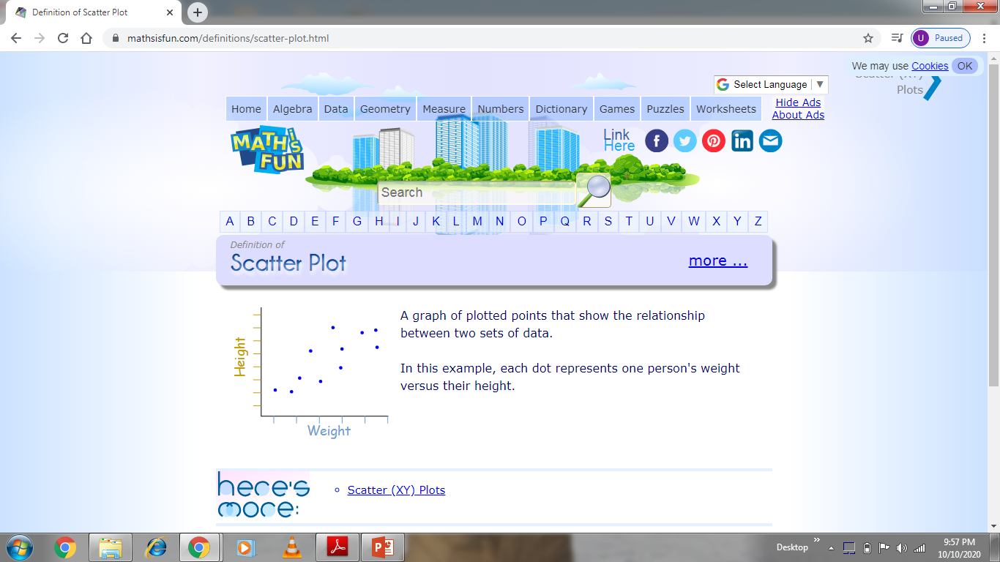 Definition of Scatter Plot
mathsisfun.com/definitions/scatter-plot.html
U Paused
We may use Cookies OK
Scatter (XY)
Plots
G Select Language ▼
Home Algebra Data Geometry Measure Numbers Dictionary Games Puzzles Worksheets
Hide Ads
About Ads
MATH iS
FUN
Link
Here
Search
A B C D E F G H I J K L M N O P Q R S T U V W X Y Z
Definition of
Scatter Plot
more ...
Height
Weight
A graph of plotted points that show the relationship
between two sets of data.
In this example, each dot represents one person's weight
versus their height.
here's
more:
Scatter (XY) Plots
Desktop
9:57 PM
10/10/2020